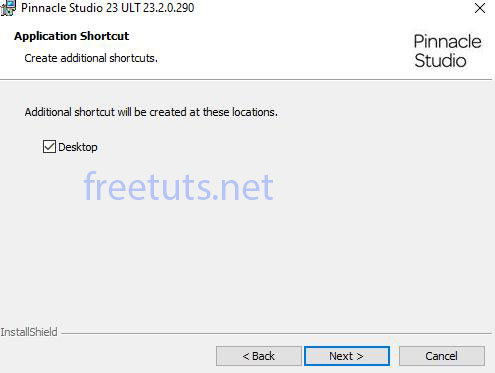 Pinnacle Studio 23 ULT 23.2.0.290
Application Shortcut
Create additional shortcuts.
Pinnacle
Studio
Additional shortcut will be created at these locations.
Desktop
freetuts.net
InstallShield
< Back
Next >
Cancel